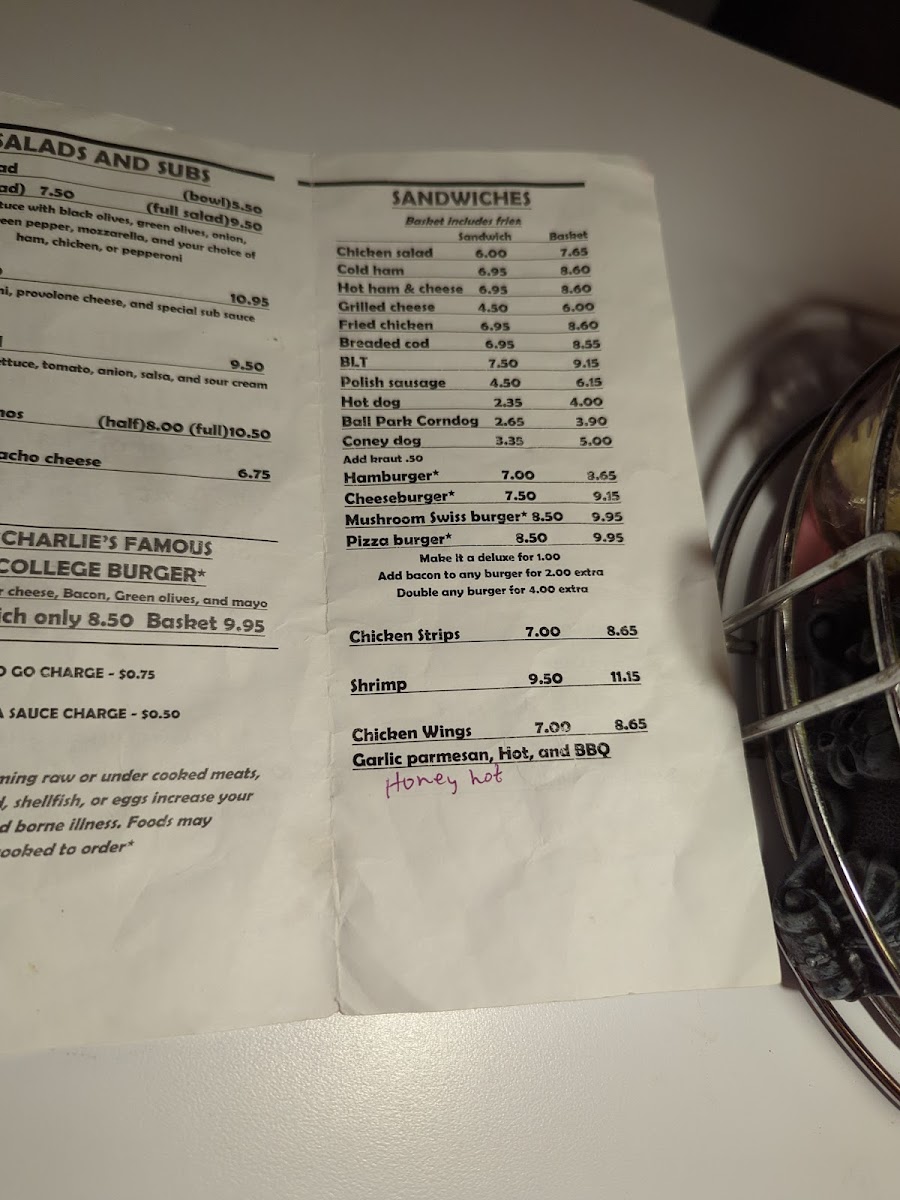 SALADS AND SUBS
(bowl)5.50
7.50 (full salad)9.50
with black olives, green olives, onion,
pepper, mozzarella, and your choice of
ham, chicken, or pepperoni
10.95
provolone cheese, and special sub sauce
9.50
tomato, anion, salsa, and sour cream
(half)8.00 (full)10.50
cheese
6.75
CHARLIE'S FAMOUS
COLLEGE BURGER*
cheese, Bacon, Green olives, and mayo
only 8.50 Basket 9.95
GO CHARGE - $0.75
SAUCE CHARGE - $0.50
raw or under cooked meats,
shellfish, or eggs increase your
borne illness. Foods may
cooked to order*
SANDWICHES
Basket includes fries
Sandwich Basket
Chicken salad 6.00 7.65
Cold ham 6.95 8.60
Hot ham & cheese 6.95 8.60
Grilled cheese 4.50 6.00
Fried chicken 6.95 8.60
Breaded cod 6.95 8.55
BLT 7.50 9.15
Polish sausage 4.50 6.15
Hot dog 2.35 4.00
Ball Park Corndog 2.65 3.90
Coney dog 3.35 5.00
Add kraut .50
Hamburger* 7.00 8.65
Cheeseburger* 7.50 9.15
Mushroom Swiss burger* 8.50 9.95
Pizza burger* 8.50 9.95
Make it a deluxe for 1.00
Add bacon to any burger for 2.00 extra
Double any burger for 4.00 extra
Chicken Strips 7.00 8.65
Shrimp 9.50 11.15
Chicken Wings 7.00 8.65
Garlic parmesan, Hot, and BBQ
Honey hot